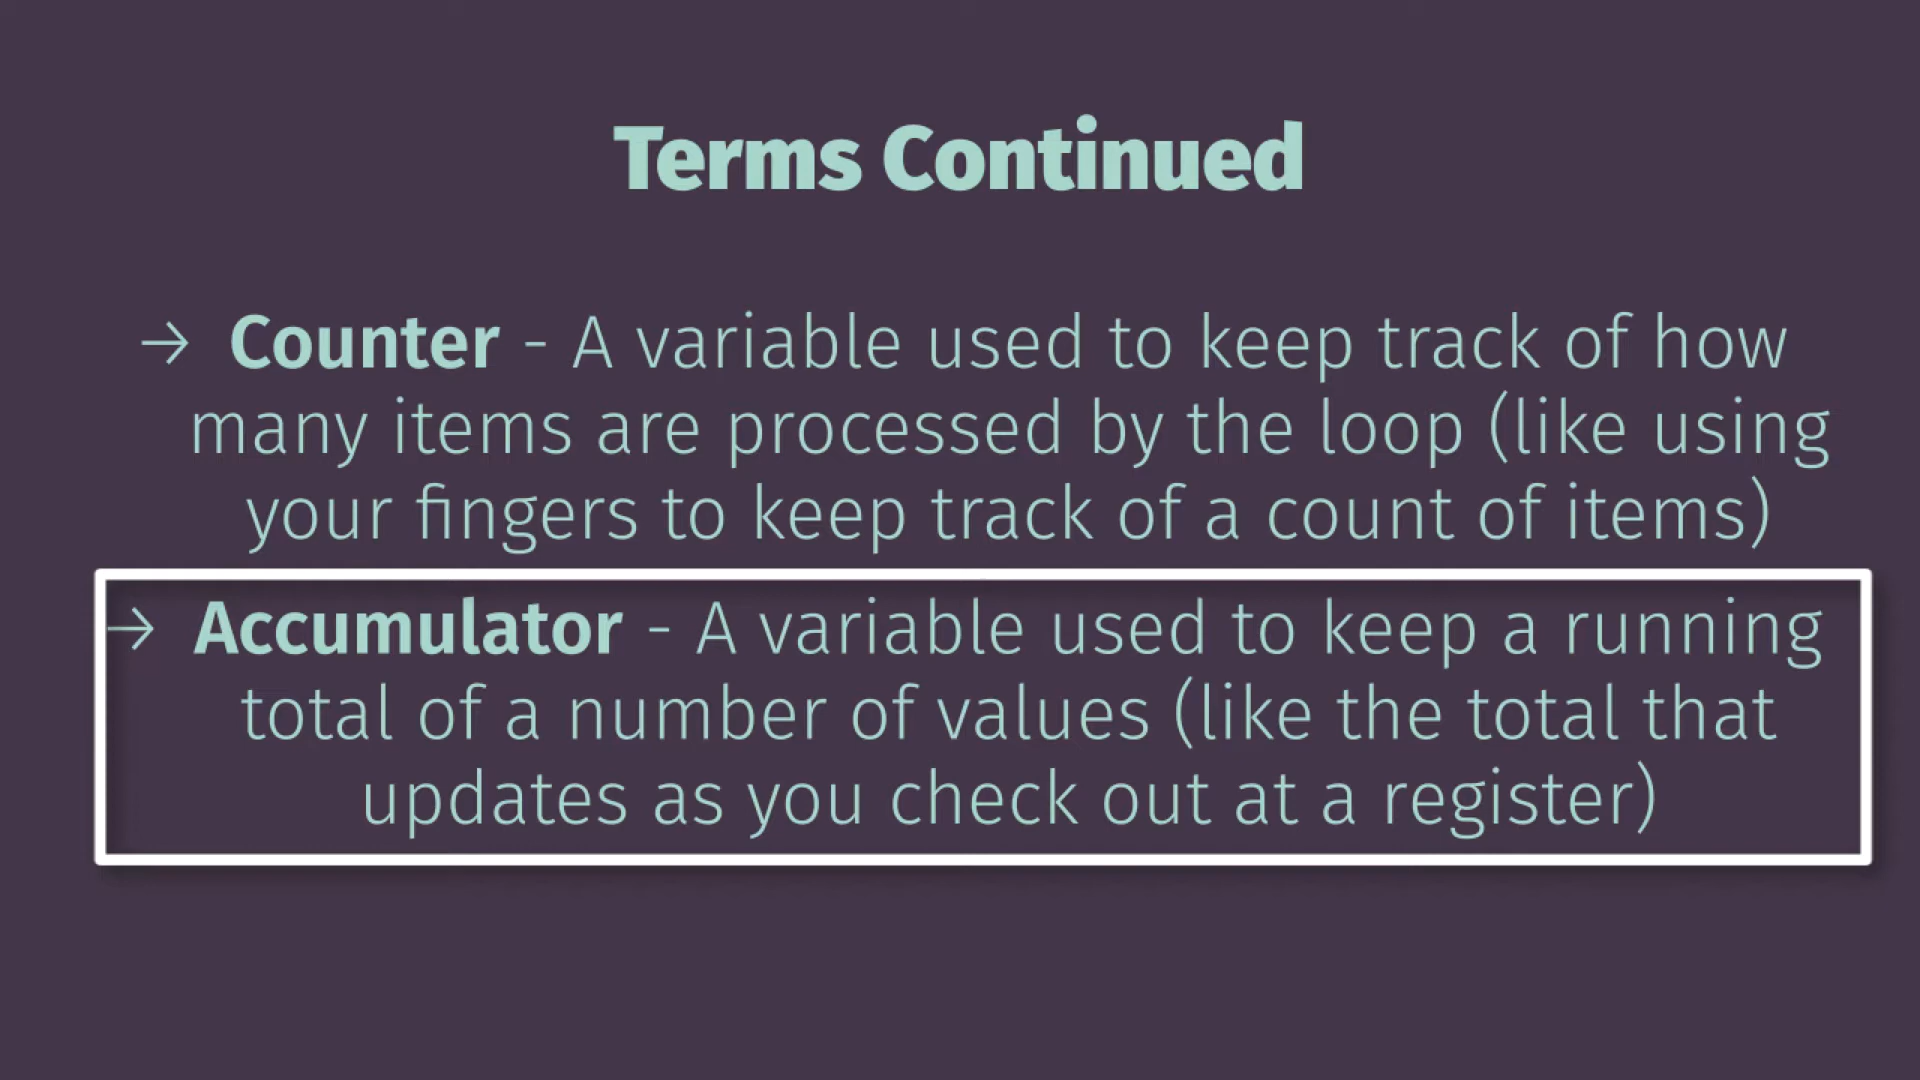 Terms Continued
→ Counter - A variable used to keep track of how
many items are processed by the loop (like using
your fingers to keep track of a count of items)
→ Accumulator - A variable used to keep a running
total of a number of values (like the total that
updates as you check out at a register)